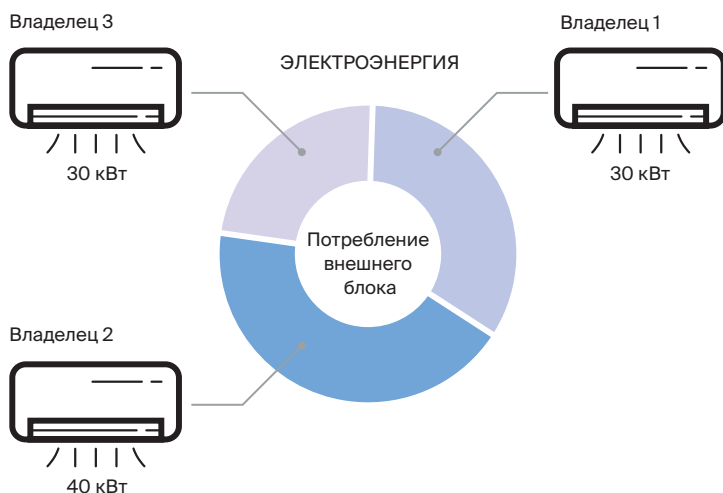 Владелец 3
Владелец 1
ЭЛЕКТРОЭНЕРГИЯ
30 кВт
30 кВт
Потребление
внешнего
блока
Владелец 2
40 кВт